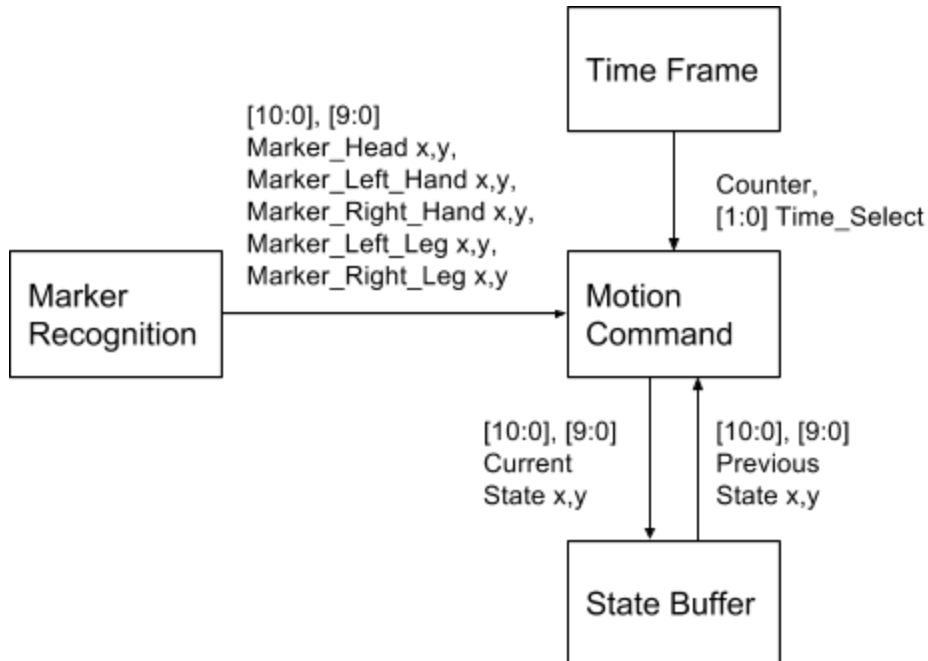 Time Frame
[10:0], [9:0]
Marker_Head x,y,
Marker_Left_Hand x,y,
Marker_Right_Hand x,y,
Marker_Left_Leg x,y,
Marker_Right_Leg x,y
Counter,
[1:0] Time_Select
Marker
Recognition
Motion
Command
[10:0], [9:0]
Current
State x,y
[10:0], [9:0]
Previous
State x,y
State Buffer